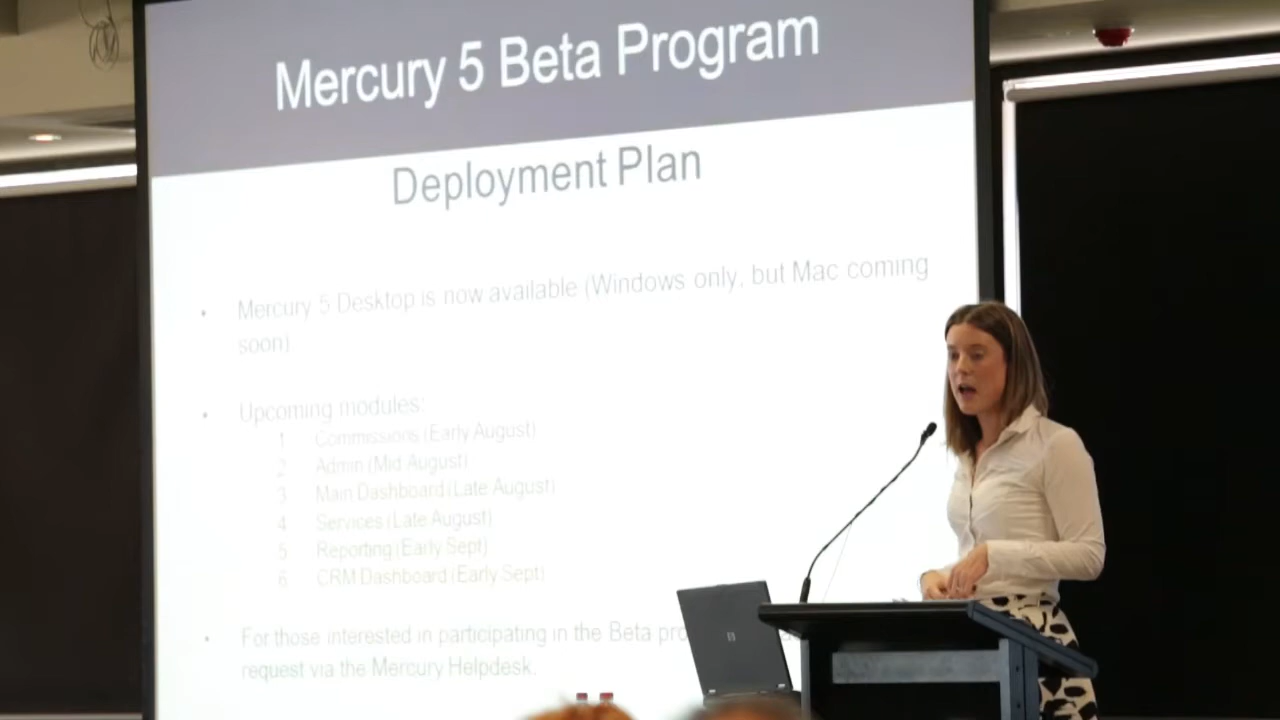 Mercury 5 Beta Program
Deployment Plan
• Mercury 5 Desktop is now available (Windows only, but Mac coming
soon)
• Upcoming modules:
1 Commissions (Early August)
2 Admin (Mid August)
3 Main Dashboard (Late August)
4 Services (Late August)
5 Reporting (Early Sept)
6 CRM Dashboard (Early Sept)
• For those interested in participating in the Beta
request via the Mercury Helpdesk.
hp